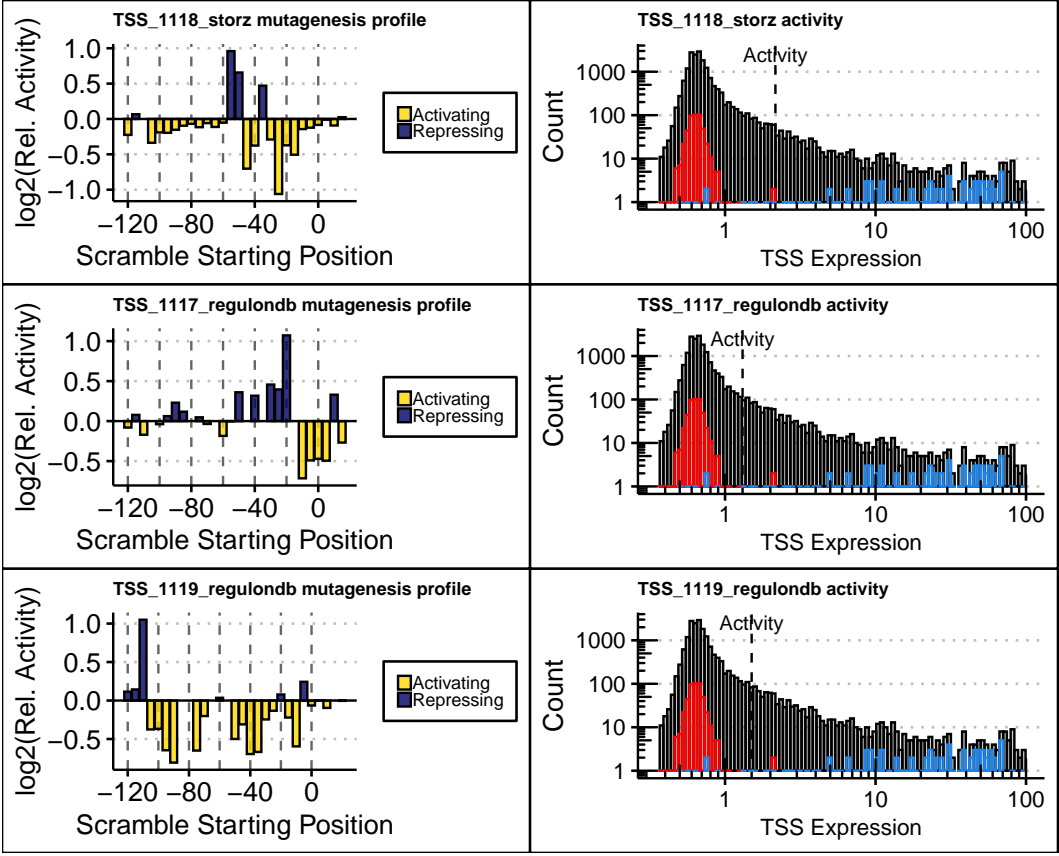 TSS_1118_storz mutagenesis profile
log2(Rel. Activity)
1.0
0.5
0.0
−0.5
−1.0
−120 −80 −40 0
Scramble Starting Position
Activating
Repressing
TSS_1118_storz activity
Count
1000
100
10
1
Activity
1 10 100
TSS Expression
TSS_1117_regulondb mutagenesis profile
log2(Rel. Activity)
1.0
0.5
0.0
−0.5
−120 −80 −40 0
Scramble Starting Position
Activating
Repressing
TSS_1117_regulondb activity
Count
1000
100
10
1
Activity
1 10 100
TSS Expression
TSS_1119_regulondb mutagenesis profile
log2(Rel. Activity)
1.0
0.5
0.0
−0.5
−120 −80 −40 0
Scramble Starting Position
Activating
Repressing
TSS_1119_regulondb activity
Count
1000
100
10
1
Activity
1 10 100
TSS Expression